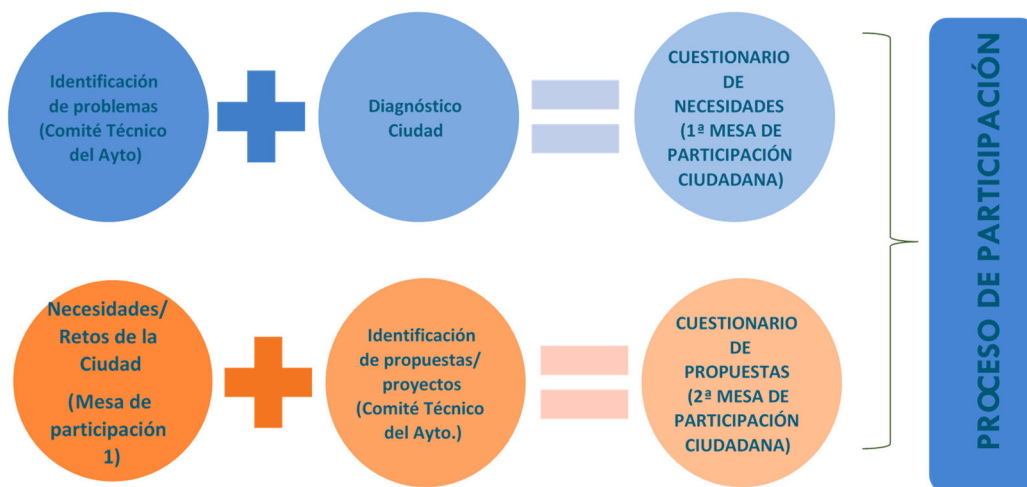 Identificación
de problemas
(Comité Técnico
del Ayto)
Diagnóstico
Ciudad
CUESTIONARIO
DE
NECESIDADES
(1ª MESA DE
PARTICIPACIÓN
CIUDADANA)
Necesidades/
Retos de la
Ciudad
(Mesa de
participación
1)
Identificación
de propuestas/
proyectos
(Comité Técnico
del Ayto.)
CUESTIONARIO
DE
PROPUESTAS
(2ª MESA DE
PARTICIPACIÓN
CIUDADANA)
PROCESO DE PARTICIPACIÓN